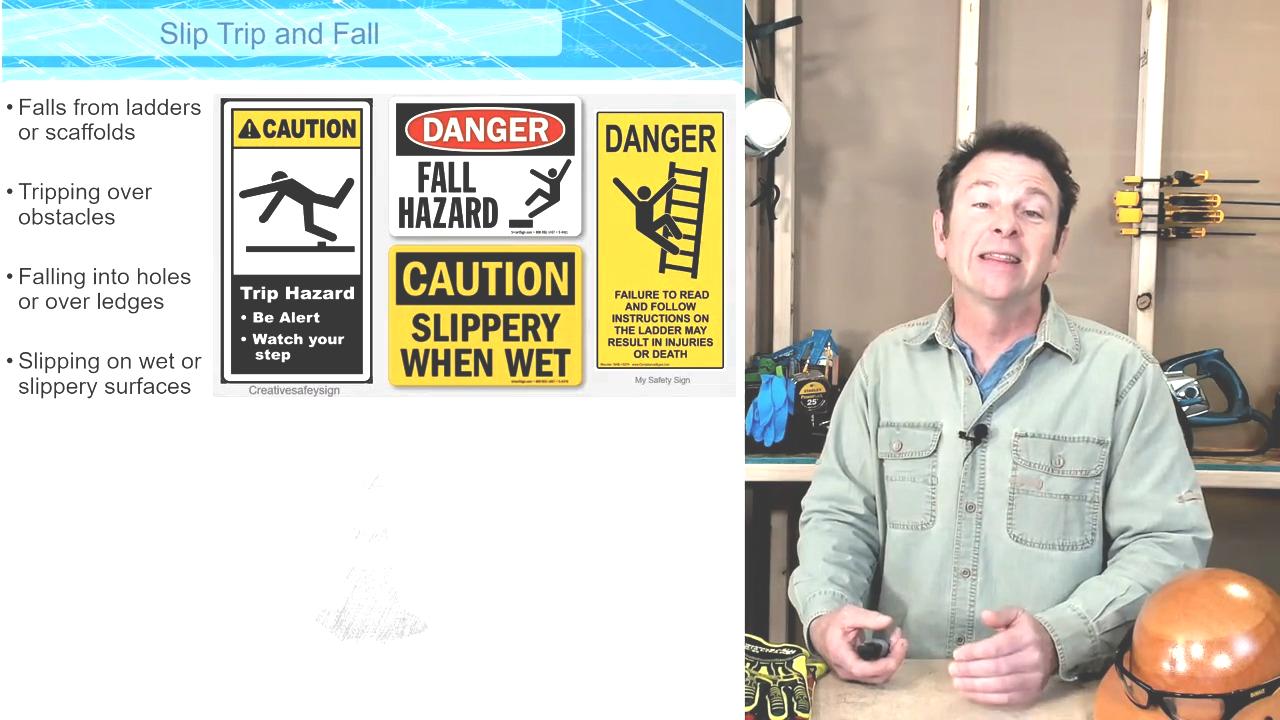 Slip Trip and Fall
• Falls from ladders
or scaffolds
• Tripping over
obstacles
• Falling into holes
or over ledges
• Slipping on wet or
slippery surfaces
CAUTION
Trip Hazard
• Be Alert
• Watch your
step
Creativesafeysign
DANGER
FALL
HAZARD
CAUTION
SLIPPERY
WHEN WET
DANGER
FAILURE TO READ
AND FOLLOW
INSTRUCTIONS ON
THE LADDER MAY
RESULT IN INJURIES
OR DEATH
My Safety Sign
STANLEY
25'
DEWALT